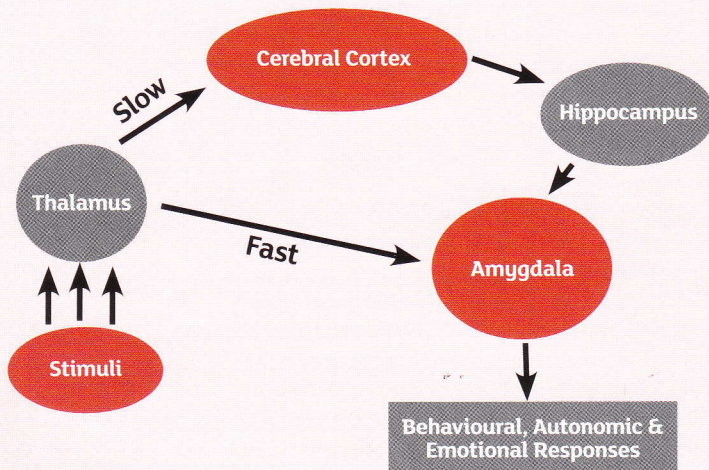 Cerebral Cortex
Slow
Hippocampus
Thalamus
Fast
Amygdala
Stimuli
Behavioural, Autonomic &
Emotional Responses